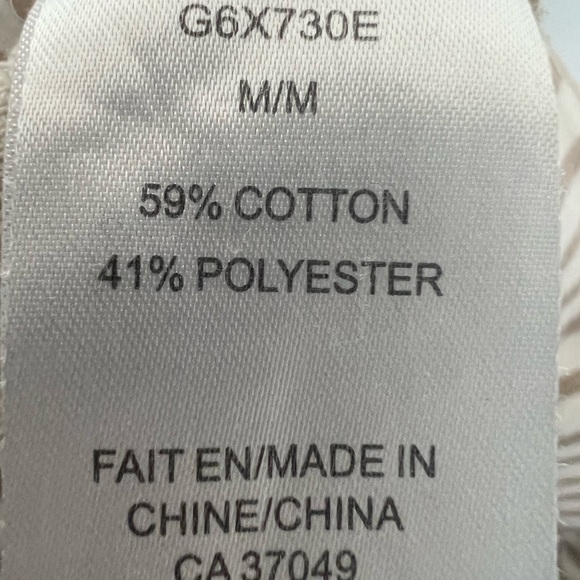 G6X730E
M/M
59% COTTON
41% POLYESTER
FAIT EN/MADE IN
CHINE/CHINA
CA 37049